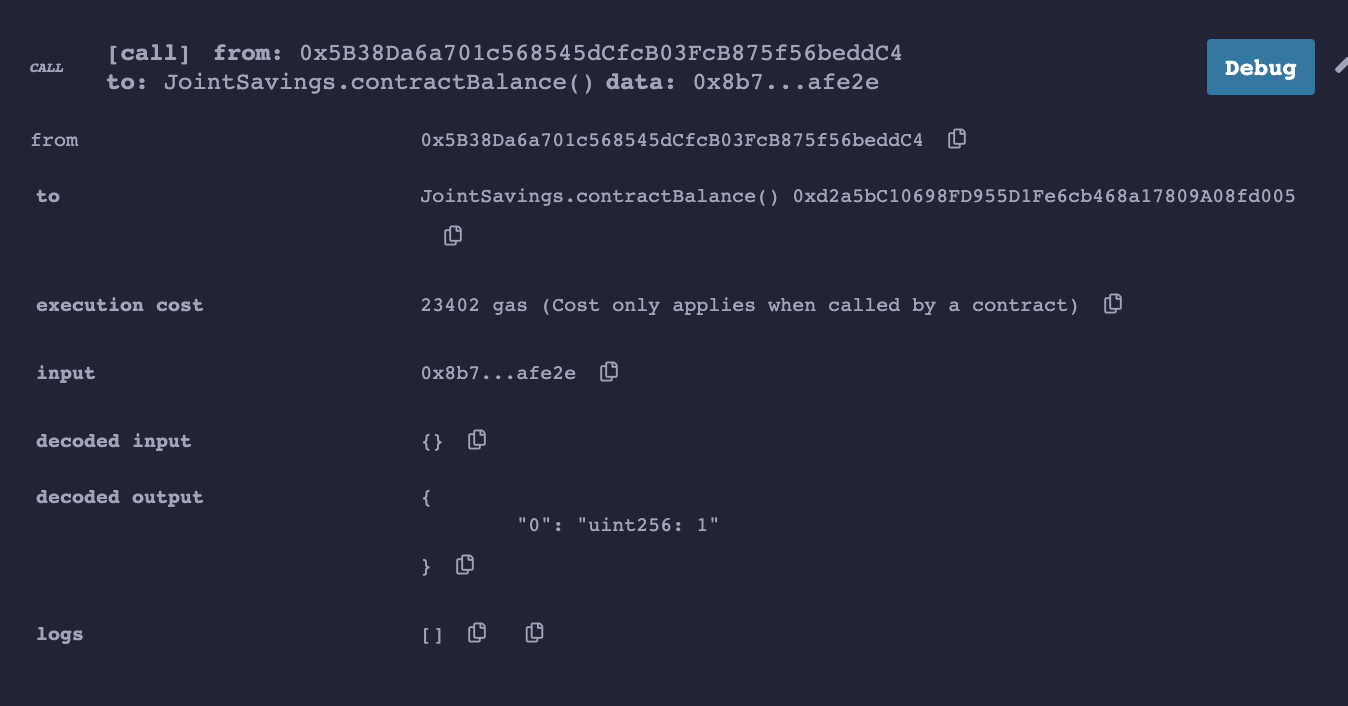 CALL
[call] from: 0x5B38Da6a701c568545dCfcB03FcB875f56beddC4
to: JointSavings.contractBalance() data: 0x8b7...afe2e
Debug
from 0x5B38Da6a701c568545dCfcB03FcB875f56beddC4
to JointSavings.contractBalance() 0xd2a5bC10698FD955D1Fe6cb468a17809A08fd005
execution cost 23402 gas (Cost only applies when called by a contract)
input 0x8b7...afe2e
decoded input {}
decoded output {
"0": "uint256: 1"
}
logs []